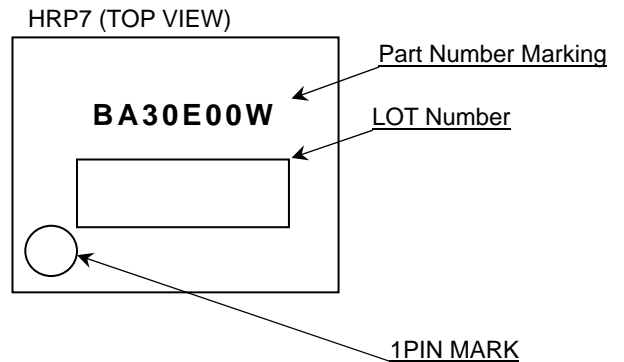 HRP7 (TOP VIEW)
Part Number Marking
BA30E00W
LOT Number
1PIN MARK